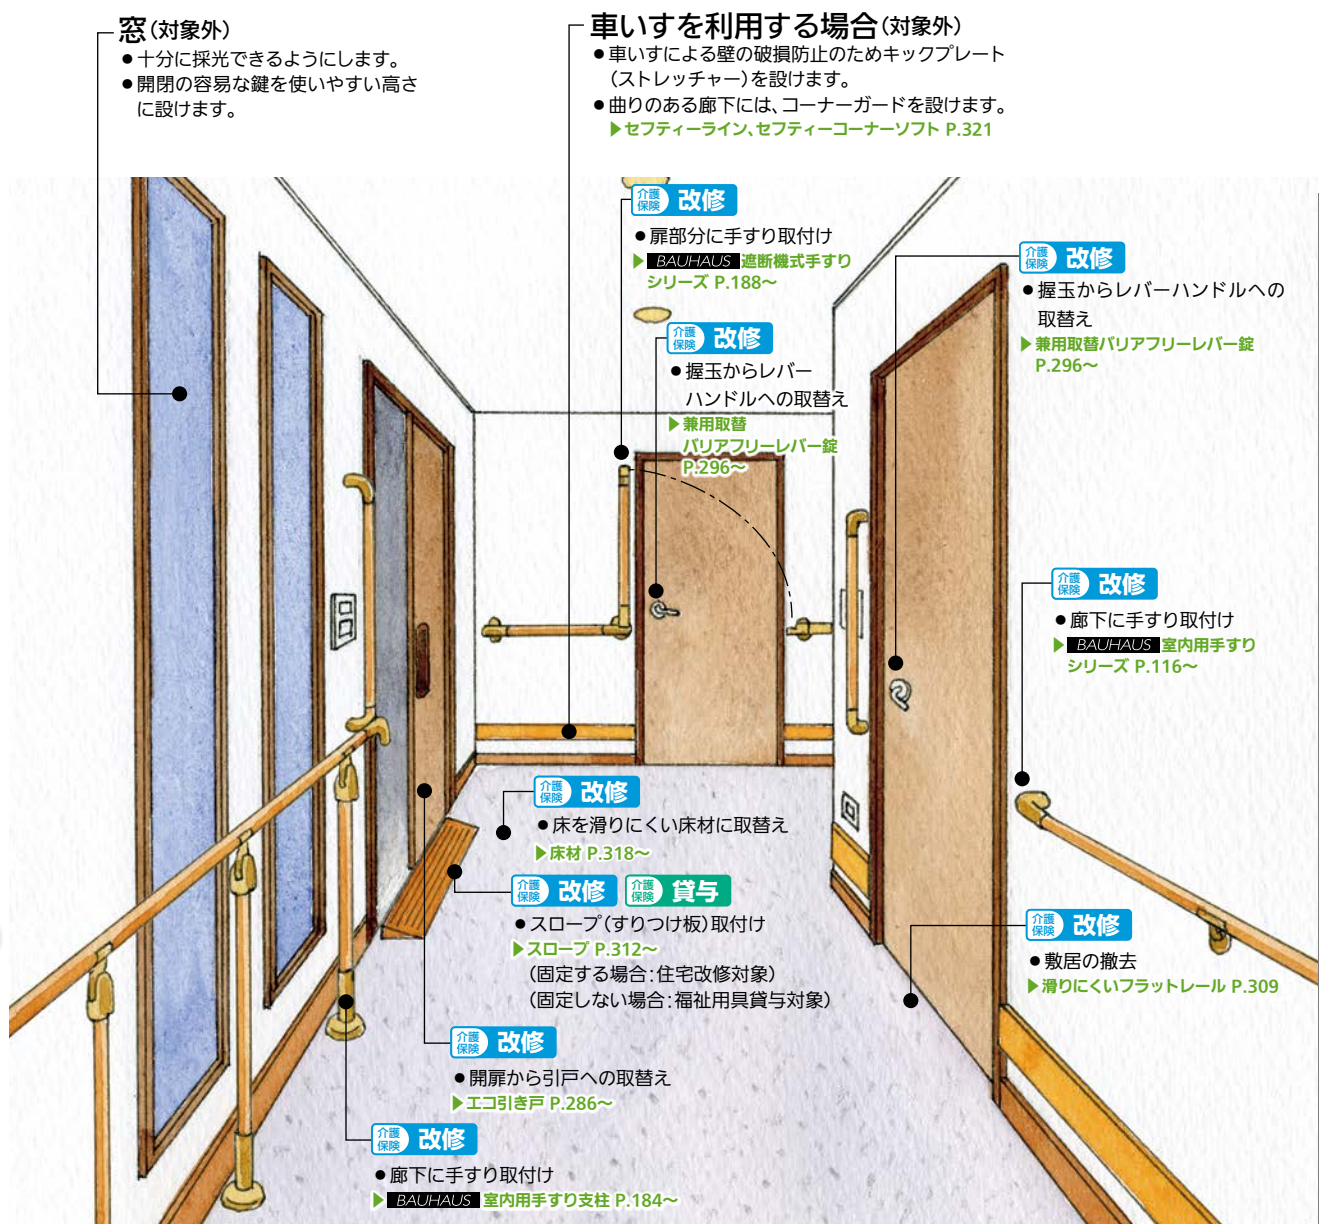 窓(対象外)
●十分に採光できるようにします。
●開閉の容易な鍵を使いやすい高さ
に設けます。
車いすを利用する場合(対象外)
●車いすによる壁の破損防止のためキックプレート
(ストレッチャー)を設けます。
●曲りのある廊下には、コーナーガードを設けます。
▶セフティーライン、セフティーコーナーソフト P.321
介護保険 改修
●扉部分に手すり取付け
▶BAUHAUS 遮断機式手すり
シリーズ P.188〜
介護保険 改修
●握玉からレバー
ハンドルへの取替え
▶兼用取替
バリアフリーレバー錠
P.296〜
介護保険 改修
●握玉からレバーハンドルへの
取替え
▶兼用取替バリアフリーレバー錠
P.296〜
介護保険 改修
●廊下に手すり取付け
▶BAUHAUS 室内用手すり
シリーズ P.116〜
介護保険 改修
●床を滑りにくい床材に取替え
▶床材 P.318〜
介護保険 改修 介護保険 貸与
●スロープ(すりつけ板)取付け
▶スロープ P.312〜
(固定する場合:住宅改修対象)
(固定しない場合:福祉用具貸与対象)
介護保険 改修
●敷居の撤去
▶滑りにくいフラットレール P.309
介護保険 改修
●開扉から引戸への取替え
▶エコ引き戸 P.286〜
介護保険 改修
●廊下に手すり取付け
▶BAUHAUS 室内用手すり支柱 P.184〜